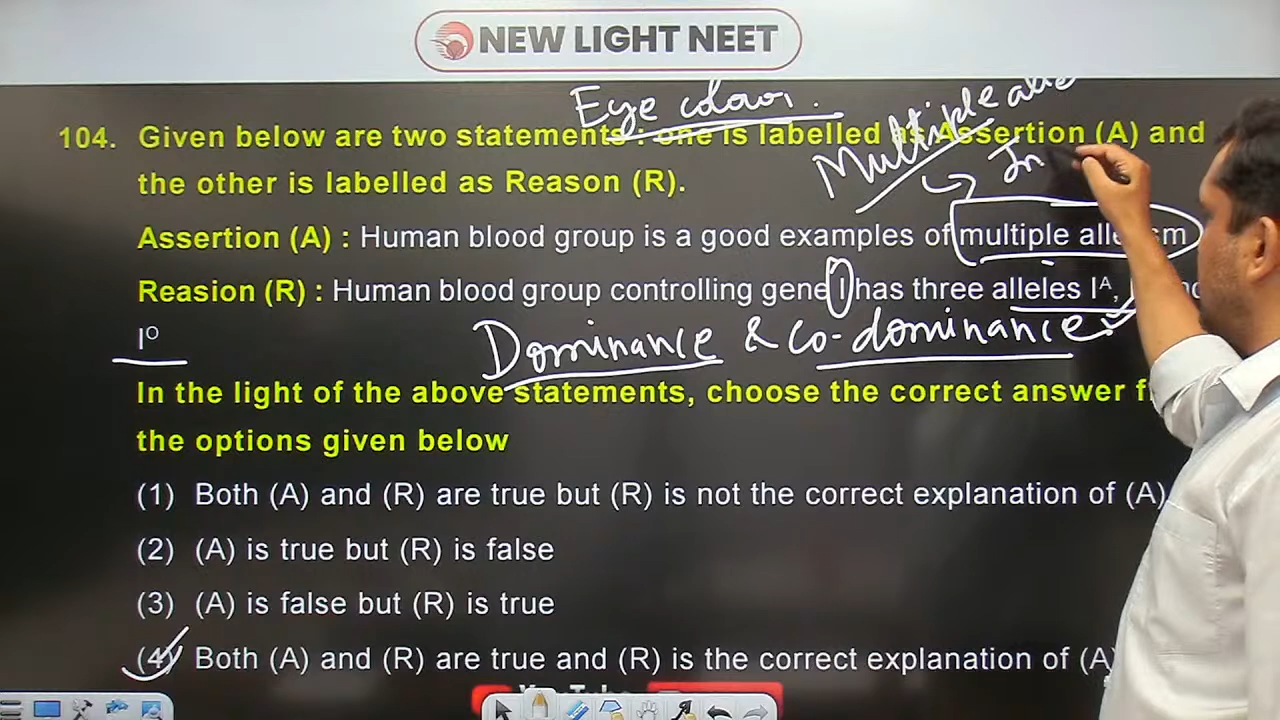 NEW LIGHT NEET
Eye colour.
Multiple
104. Given below are two statements : one is labelled as Assertion (A) and
the other is labelled as Reason (R).
In
Assertion (A) : Human blood group is a good examples of multiple
Reasion (R) : Human blood group controlling gene I has three alleles Iᴬ,
Iᴼ
Dominance & Co-dominance
In the light of the above statements, choose the correct answer
the options given below
(1) Both (A) and (R) are true but (R) is not the correct explanation of (A)
(2) (A) is true but (R) is false
(3) (A) is false but (R) is true
(4) Both (A) and (R) are true and (R) is the correct explanation of (A)